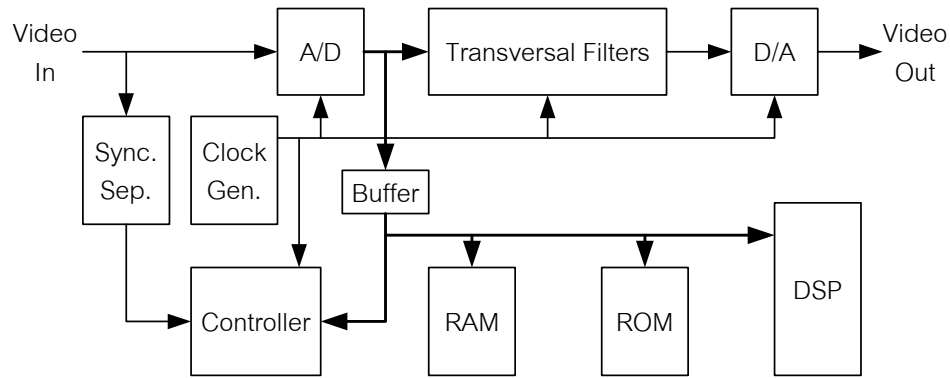 Video
In
A/D
Transversal Filters
D/A
Video
Out
Sync.
Sep.
Clock
Gen.
Buffer
Controller
RAM
ROM
DSP